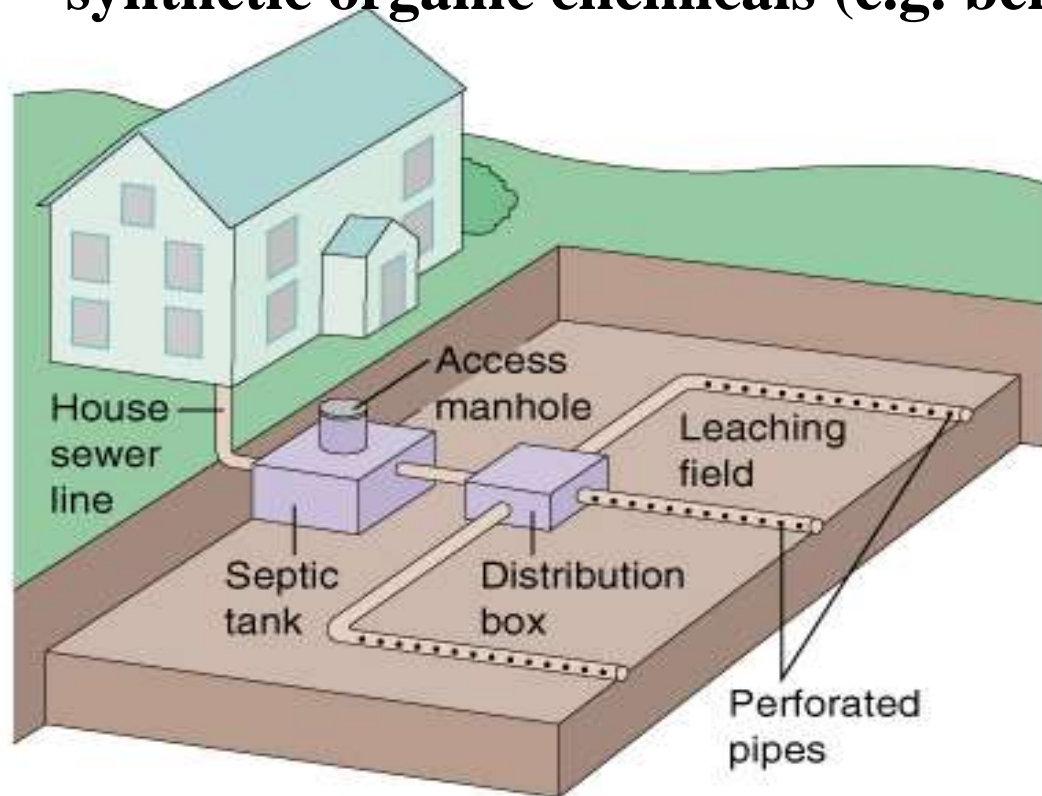 synthetic organic chemicals (e.g.
Access
manhole
House
sewer
line
Leaching
field
Septic
tank
Distribution
box
Perforated
pipes